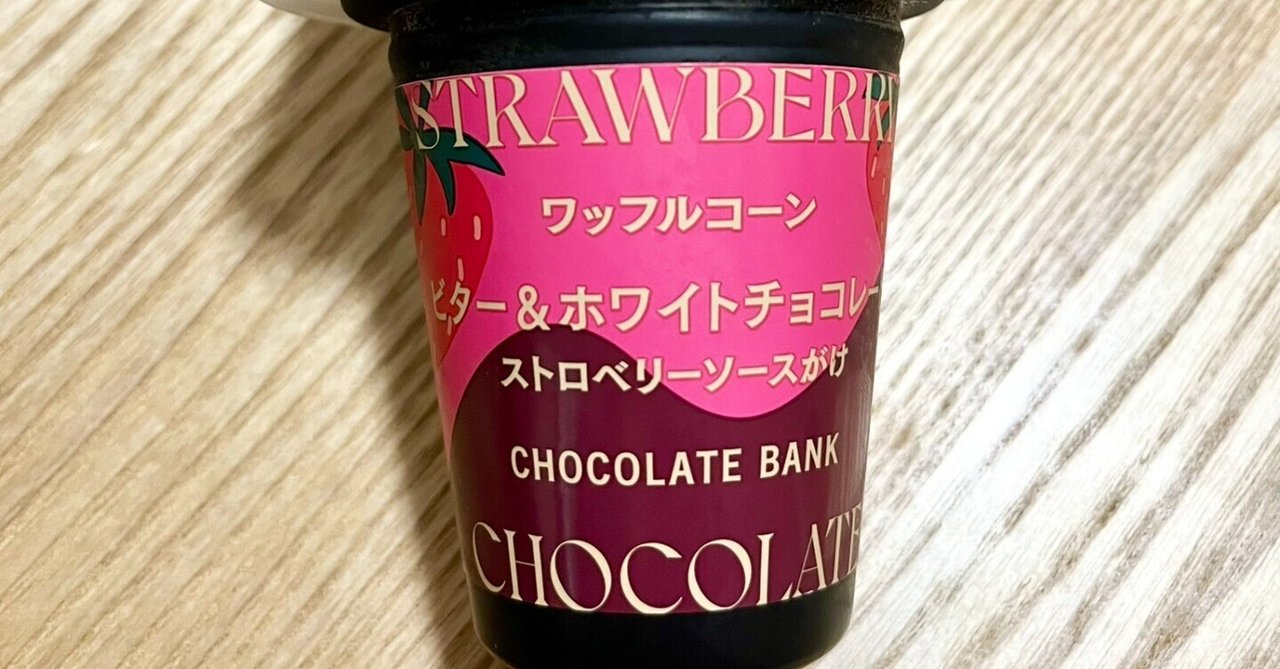 STRAWBERR
ワッフルコーン
ビター&ホワイトチョコレー
ストロベリーソースがけ
CHOCOLATE BANK
CHOCOLATE